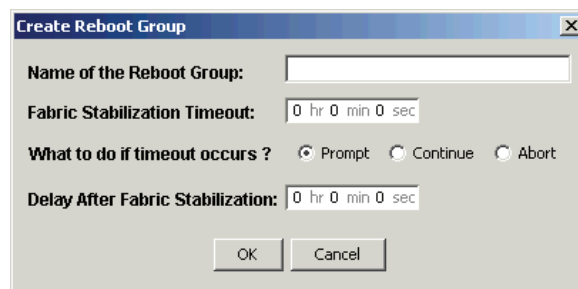 Create Reboot Group
Name of the Reboot Group:
Fabric Stabilization Timeout: 0 hr 0 min 0 sec
What to do if timeout occurs ? Prompt Continue Abort
Delay After Fabric Stabilization: 0 hr 0 min 0 sec
OK Cancel